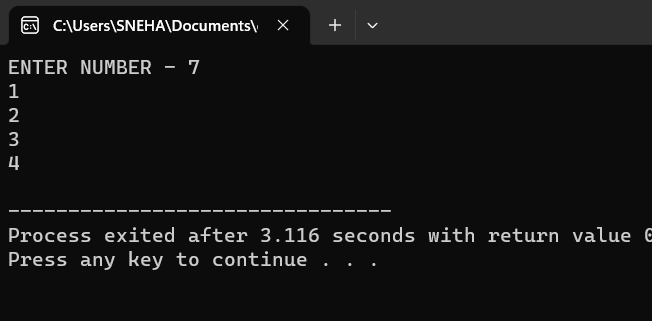 C:\Users\SNEHA\Documents\
ENTER NUMBER - 7
1
2
3
4
--------------------------------
Process exited after 3.116 seconds with return value 0
Press any key to continue . . .